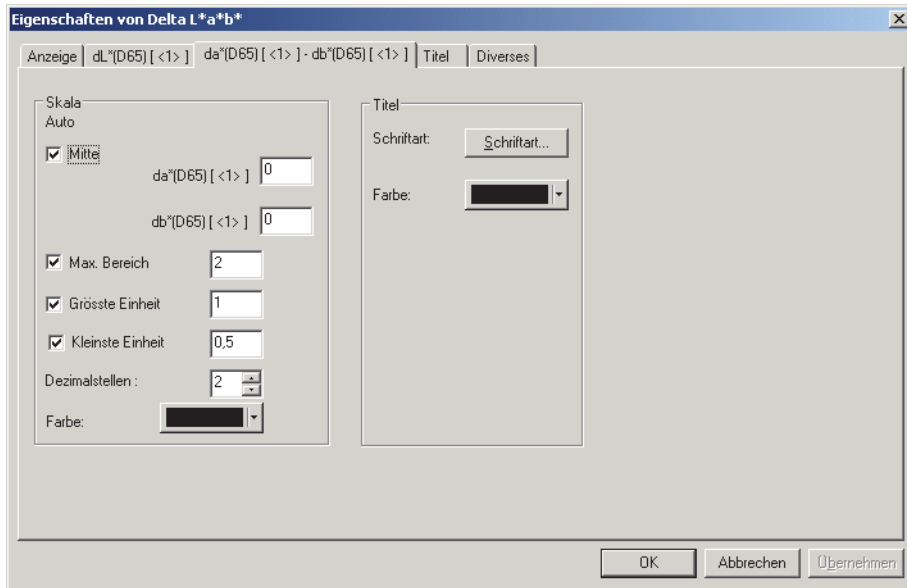 Eigenschaften von Delta L*a*b*
Anzeige dL*(D65) [ <1> ] da*(D65) [ <1> ] - db*(D65) [ <1> ] Titel Diverses
Skala
Auto
Mitte
da*(D65) [ <1> ] 0
db*(D65) [ <1> ] 0
Max. Bereich 2
Grösste Einheit 1
Kleinste Einheit 0,5
Dezimalstellen : 2
Farbe:
Titel
Schriftart: Schriftart...
Farbe:
OK Abbrechen Übernehmen